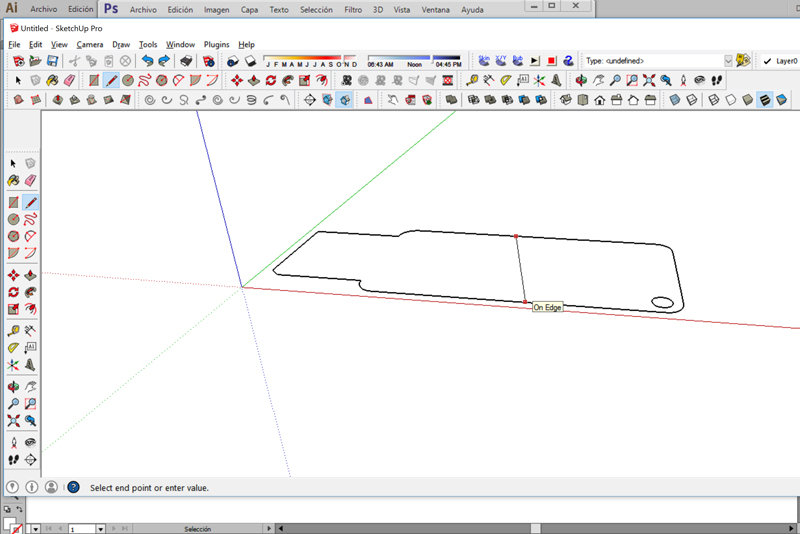 Ai Archivo Edición Ps Archivo Edición Imagen Capa Texto Selección Filtro 3D Vista Ventana Ayuda
Untitled - SketchUp Pro
File Edit View Camera Draw Tools Window Plugins Help
J F M A M J J A S O N D 06:43 AM Noon 04:45 PM Type: <undefined> Layer0
On Edge
Select end point or enter value.
1 Selección